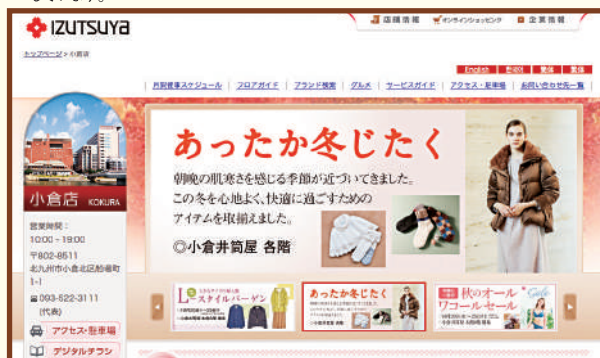 IZUTSUYA
店舗情報
オンラインショッピング
企業情報
トップページ > 小倉店
English
한국어
簡体
繁体
月間催事スケジュール
フロアガイド
ブランド検索
グルメ
サービスガイド
アクセス・駐車場
お問い合わせ先一覧
小倉店 KOKURA
営業時間:
10:00 - 19:00
〒802-8511
北九州市小倉北区船場町
1-1
093-522-3111
(代表)
アクセス・駐車場
デジタルチラシ
あったか冬じたく
朝晩の肌寒さを感じる季節が近づいてきました。
この冬を心地よく、快適に過ごすための
アイテムを取揃えました。
◎小倉井筒屋 各階
Lースタイルバーゲン
あったか冬じたく
秋のオール
ワコールセール